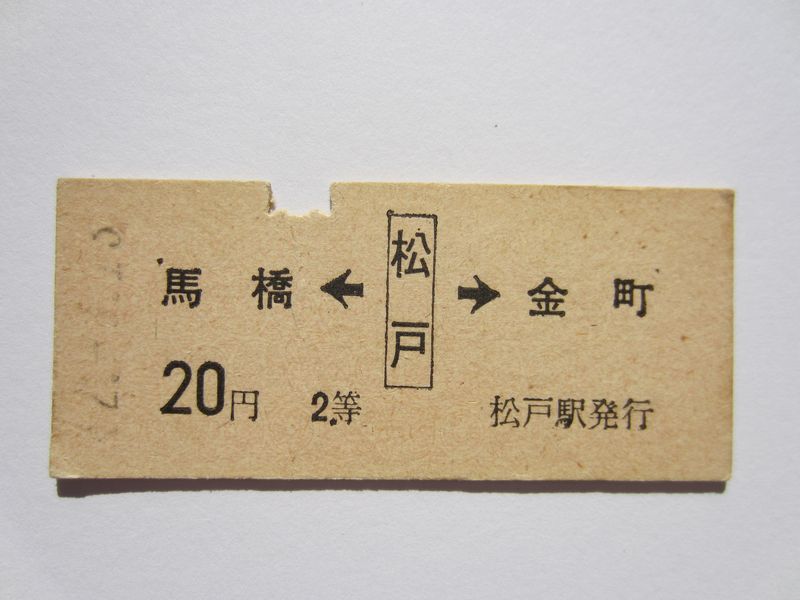 馬橋 ← 松戸 → 金町
20円 2等 松戸駅発行